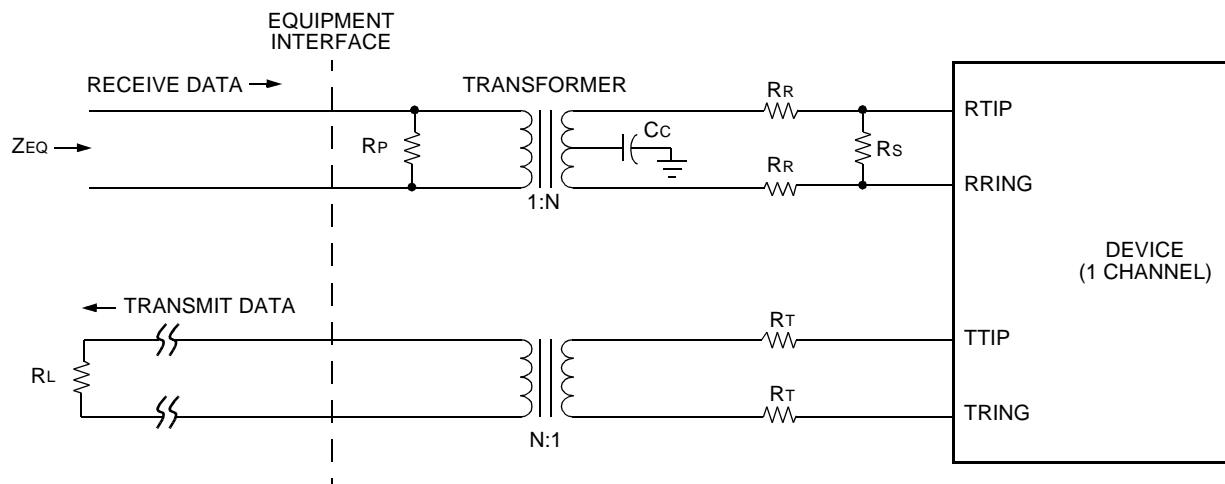 EQUIPMENT
INTERFACE
RECEIVE DATA
TRANSFORMER
RR
RTIP
ZEQ
RP
CC
RS
RR
RRING
1:N
DEVICE
(1 CHANNEL)
TRANSMIT DATA
RT
TTIP
RL
RT
TRING
N:1